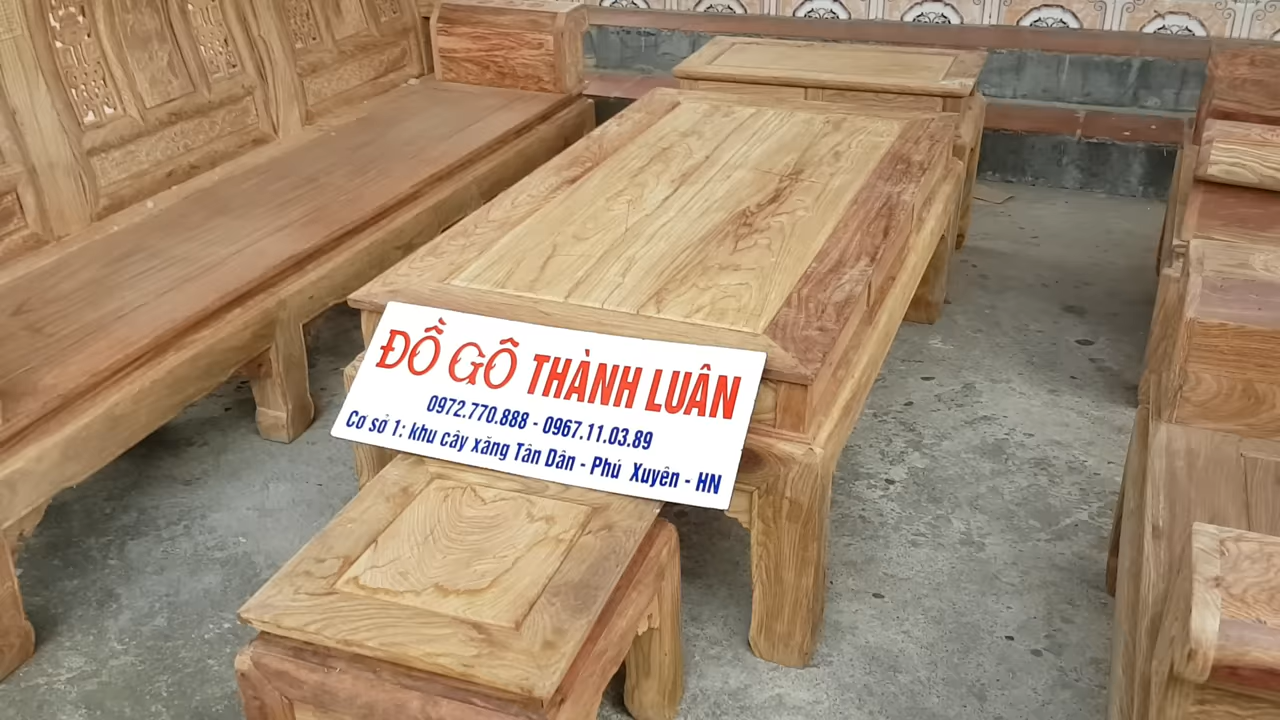 ĐỒ GÔ THÀNH LUÂN
0972.770.888 - 0967.11.03.89
Cơ sở 1: khu cây xăng Tân Dân - Phú Xuyên - HN